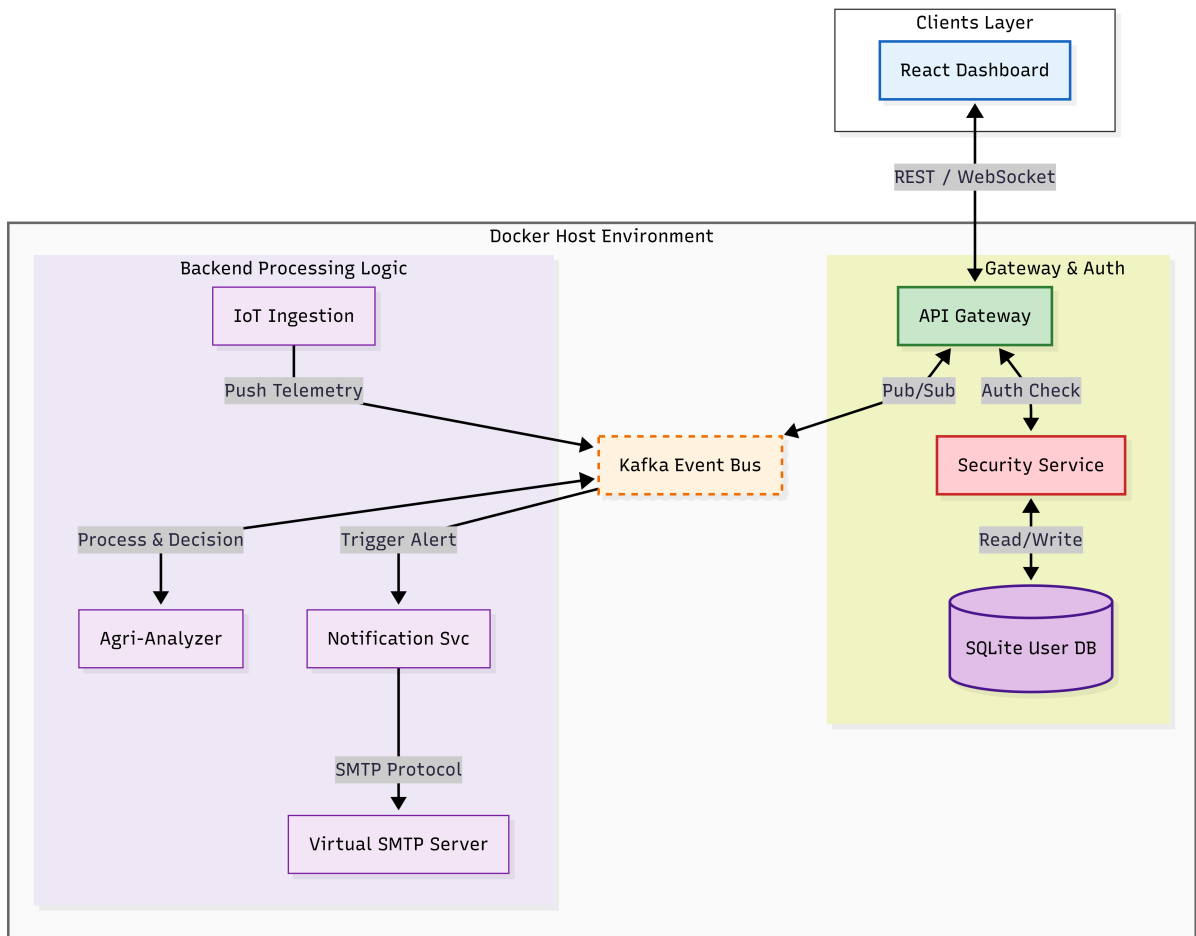 Clients Layer
React Dashboard
REST / WebSocket
Docker Host Environment
Backend Processing Logic
Gateway & Auth
IoT Ingestion
API Gateway
Push Telemetry
Pub/Sub
Auth Check
Kafka Event Bus
Security Service
Process & Decision
Trigger Alert
Read/Write
Agri-Analyzer
Notification Svc
SQLite User DB
SMTP Protocol
Virtual SMTP Server